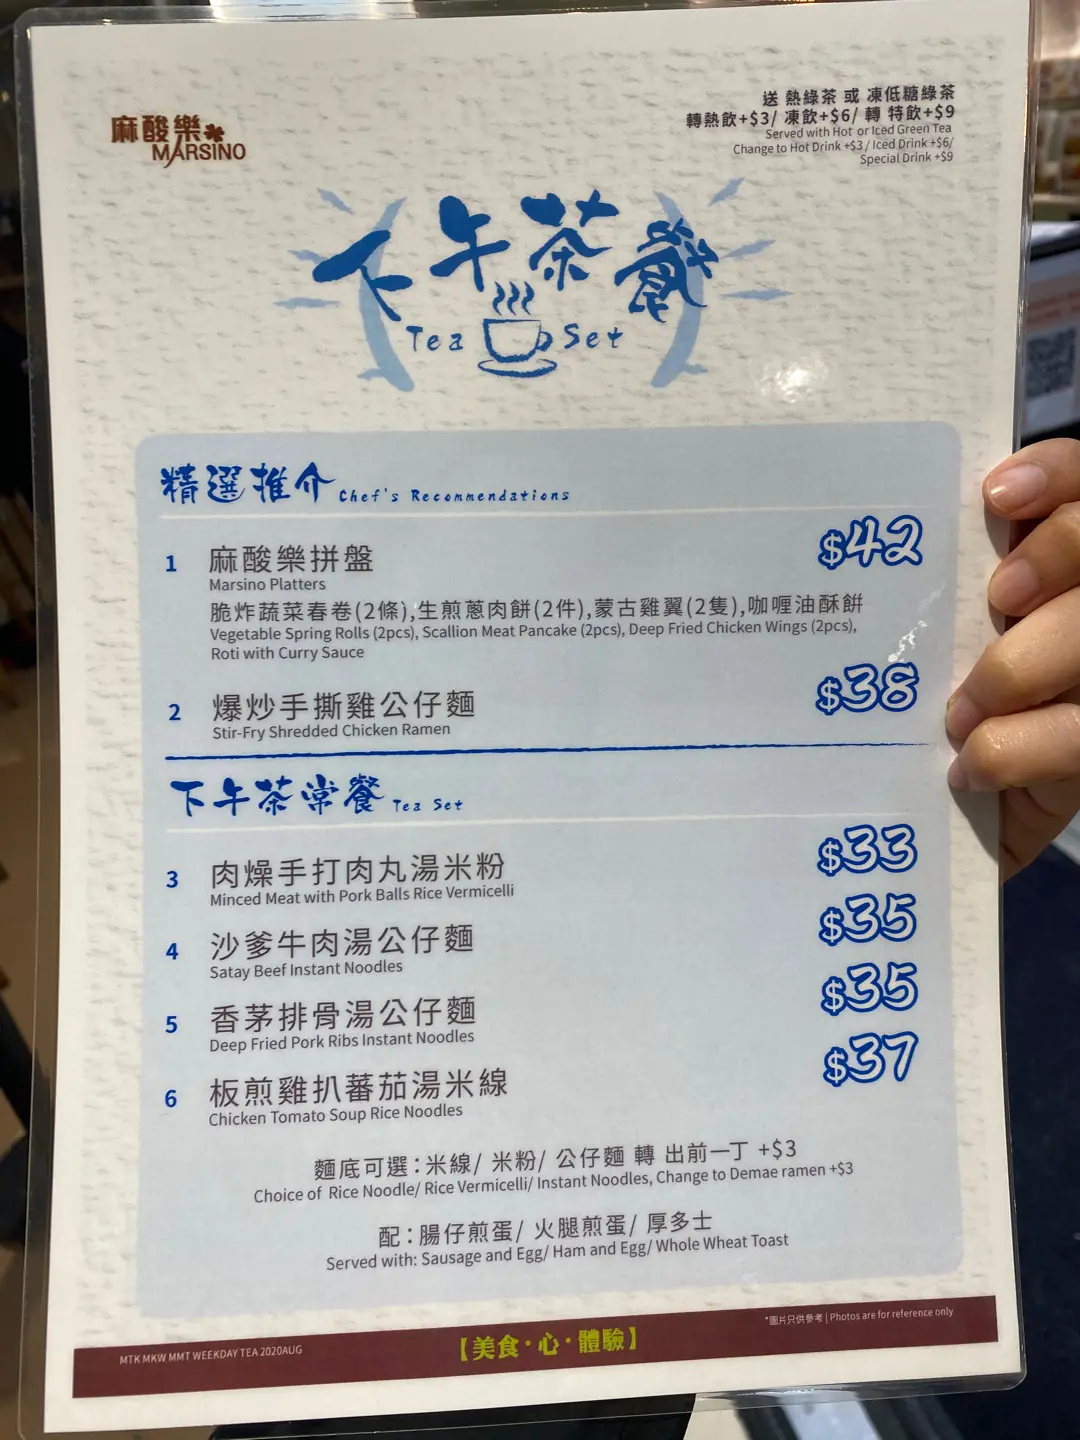 麻酸樂
MARSINO
送 熱綠茶 或 凍低糖綠茶
轉熱飲+$3/ 凍飲+$6/ 轉 特飲+$9
Served with Hot or Iced Green Tea
Change to Hot Drink +$3 / Iced Drink +$6/
Special Drink +$9
下午茶餐
Tea Set
精選推介 Chef's Recommendations
1 麻酸樂拼盤 $42
Marsino Platters
脆炸蔬菜春卷(2條),生煎蔥肉餅(2件),蒙古雞翼(2隻),咖喱油酥餅
Vegetable Spring Rolls (2pcs), Scallion Meat Pancake (2pcs), Deep Fried Chicken Wings (2pcs),
Roti with Curry Sauce
2 爆炒手撕雞公仔麵 $38
Stir-Fry Shredded Chicken Ramen
下午茶常餐 Tea Set
3 肉燥手打肉丸湯米粉 $33
Minced Meat with Pork Balls Rice Vermicelli
4 沙爹牛肉湯公仔麵 $35
Satay Beef Instant Noodles
5 香茅排骨湯公仔麵 $35
Deep Fried Pork Ribs Instant Noodles
6 板煎雞扒蕃茄湯米線 $37
Chicken Tomato Soup Rice Noodles
麵底可選：米線/ 米粉/ 公仔麵 轉 出前一丁 +$3
Choice of Rice Noodle/ Rice Vermicelli/ Instant Noodles, Change to Demae ramen +$3
配：腸仔煎蛋/ 火腿煎蛋/ 厚多士
Served with: Sausage and Egg/ Ham and Egg/ Whole Wheat Toast
*圖片只供參考 | Photos are for reference only
MTK MKW MMT WEEKDAY TEA 2020AUG
【美食·心·體驗】